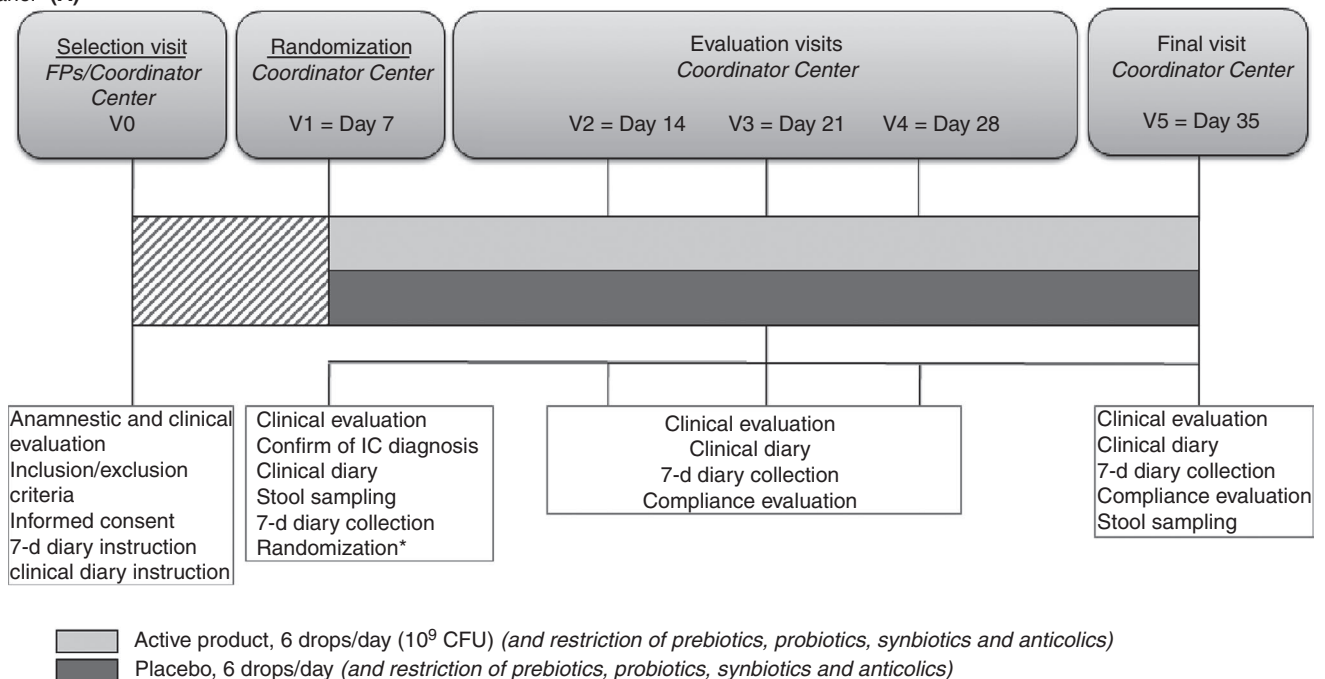 (A)
Selection visit
FPs/Coordinator
Center
V0
Randomization
Coordinator Center
V1 = Day 7
Evaluation visits
Coordinator Center
V2 = Day 14 V3 = Day 21 V4 = Day 28
Final visit
Coordinator Center
V5 = Day 35
Anamnestic and clinical
evaluation
Inclusion/exclusion
criteria
Informed consent
7-d diary instruction
clinical diary instruction
Clinical evaluation
Confirm of IC diagnosis
Clinical diary
Stool sampling
7-d diary collection
Randomization*
Clinical evaluation
Clinical diary
7-d diary collection
Compliance evaluation
Clinical evaluation
Clinical diary
7-d diary collection
Compliance evaluation
Stool sampling
Active product, 6 drops/day (10⁹ CFU) (and restriction of prebiotics, probiotics, synbiotics and anticolics)
Placebo, 6 drops/day (and restriction of prebiotics, probiotics, synbiotics and anticolics)